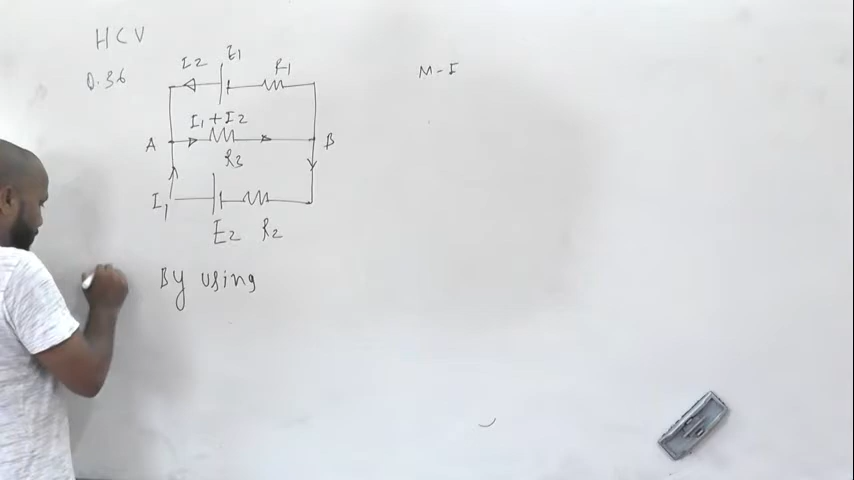 HCV
Q.36
I2 E1 R1
M-I
I1+I2
A B
R3
I1
E2 R2
By using